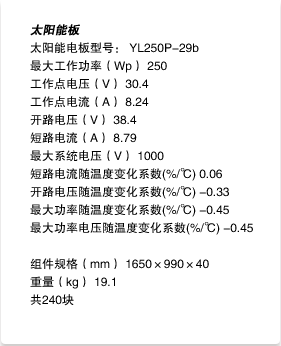 太阳能板
太阳能电板型号： YL250P-29b
最大工作功率（Wp）250
工作点电压（V）30.4
工作点电流（A）8.24
开路电压（V）38.4
短路电流（A）8.79
最大系统电压（V）1000
短路电流随温度变化系数(%/℃) 0.06
开路电压随温度变化系数(%/℃) -0.33
最大功率随温度变化系数(%/℃) -0.45
最大功率电压随温度变化系数(%/℃) -0.45
组件规格（mm）1650×990×40
重量（kg）19.1
共240块